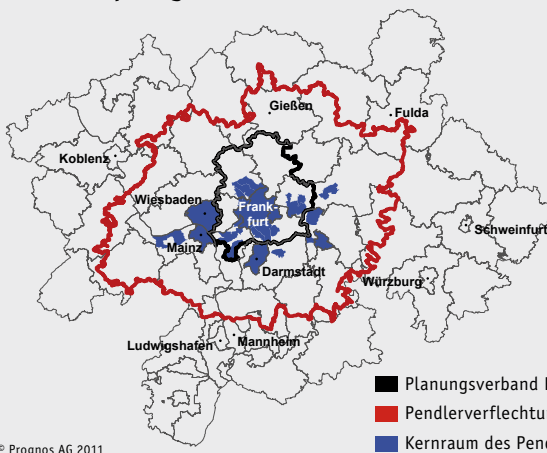 Gießen
Fulda
Koblenz
Wiesbaden
Frank-
furt
Schweinfurt
Mainz
Darmstadt
Würzburg
Ludwigshafen
Mannheim
Planungsverband
Pendlerverflechtu
Kernraum des Pen
© Prognos AG 2011